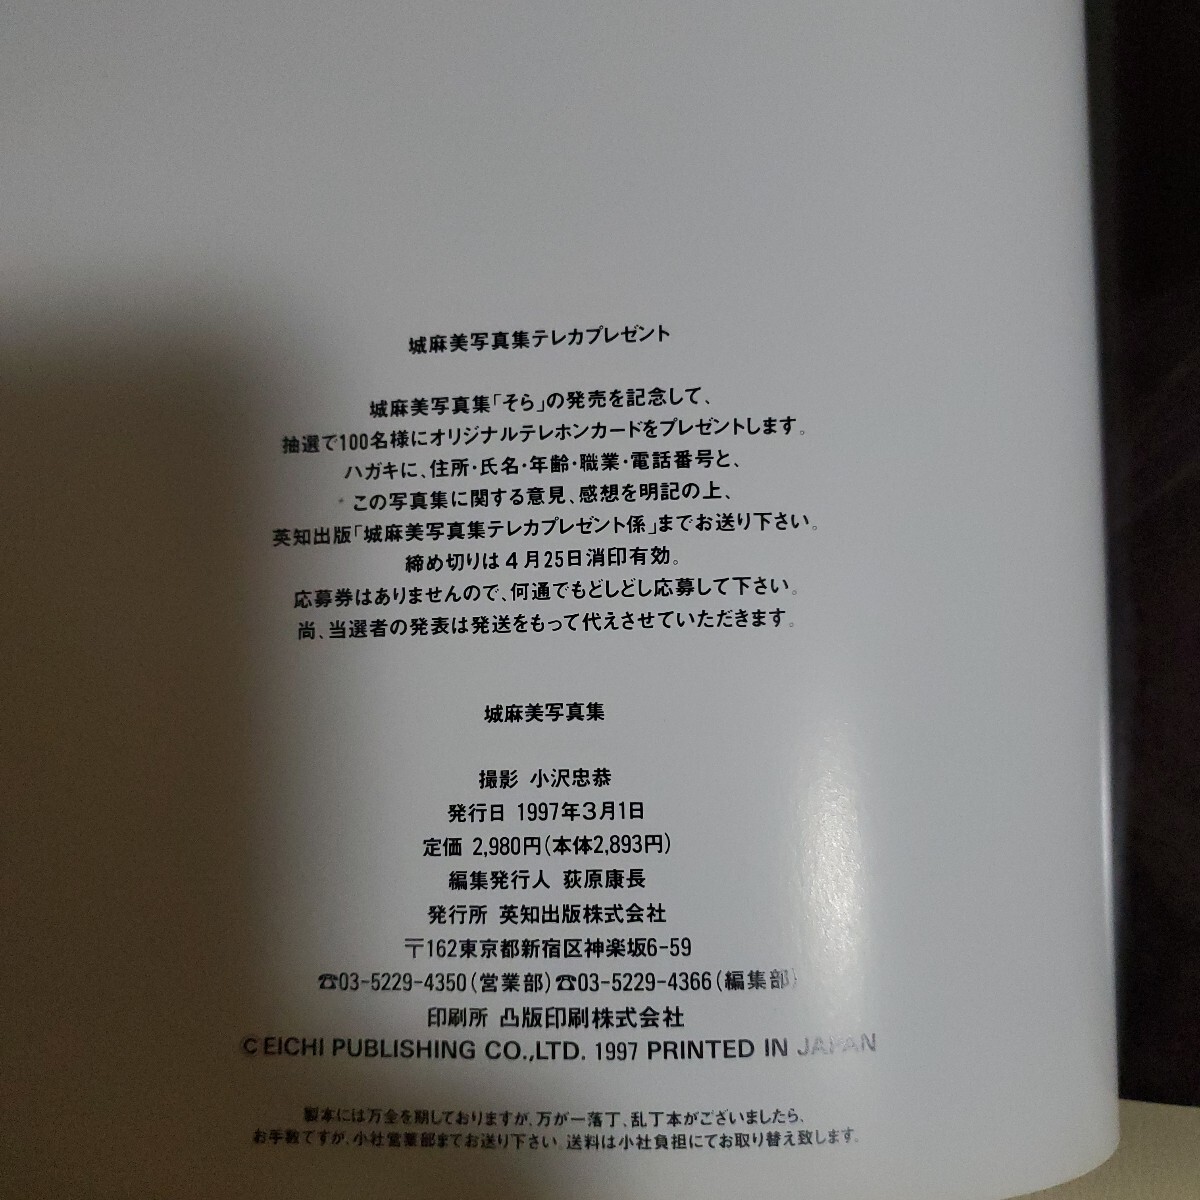 城麻美写真集テレカプレゼント
城麻美写真集「そら」の発売を記念して、
抽選で100名様にオリジナルテレホンカードをプレゼントします。
ハガキに、住所・氏名・年齢・職業・電話番号と、
この写真集に関する意見、感想を明記の上、
英知出版「城麻美写真集テレカプレゼント係」までお送り下さい。
締め切りは4月25日消印有効。
応募券はありませんので、何通でもどしどし応募して下さい。
尚、当選者の発表は発送をもって代えさせていただきます。
城麻美写真集
撮影 小沢忠恭
発行日 1997年3月1日
定価 2,980円(本体2,893円)
編集発行人 荻原康長
発行所 英知出版株式会社
〒162東京都新宿区神楽坂6-59
☎03-5229-4350(営業部)☎03-5229-4366(編集部)
印刷所 凸版印刷株式会社
©EICHI PUBLISHING CO.,LTD. 1997 PRINTED IN JAPAN
製本には万全を期しておりますが、万が一落丁、乱丁本がございましたら、
お手数ですが、小社営業部までお送り下さい。送料は小社負担にてお取り替え致します。